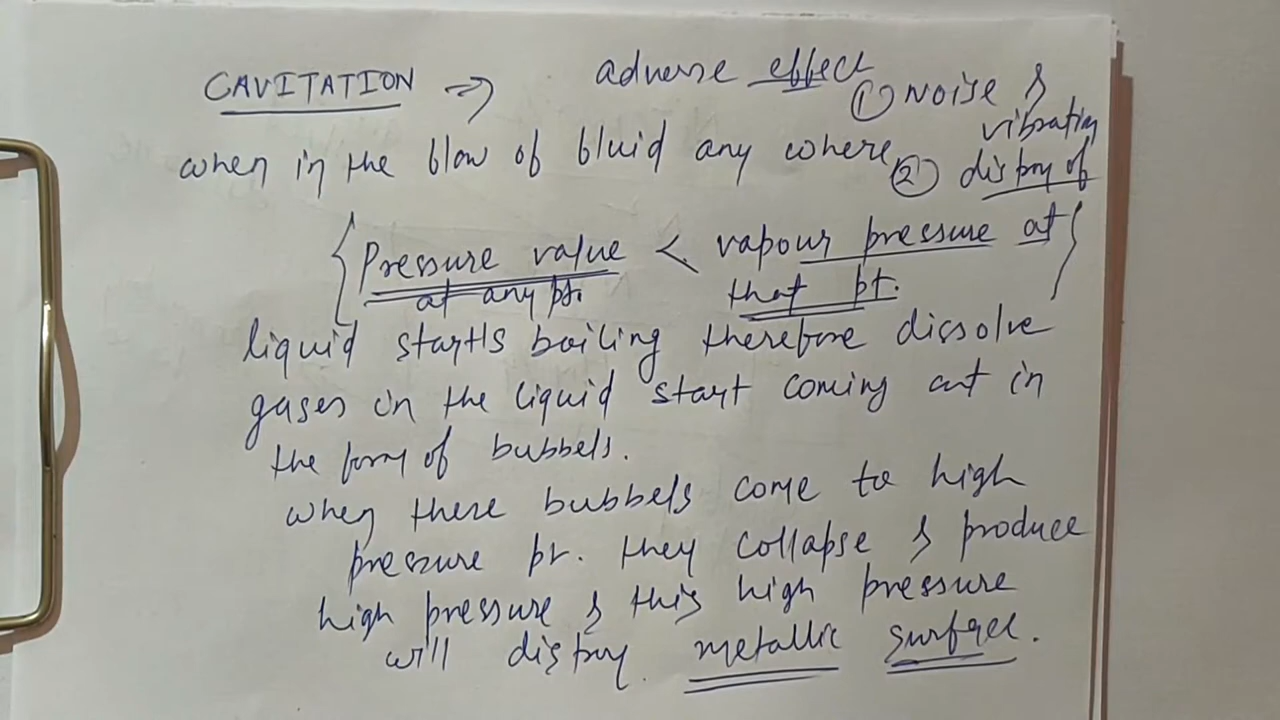 CAVITATION → adverse effect
① Noise &
vibration
when in the flow of fluid any where
② distroy of
{ Pressure value < vapour pressure at }
at any pt. that pt.
liquid starts boiling therefore dissolve
gases in the liquid start coming out in
the form of bubbels.
when these bubbels come to high
pressure pt. they collapse & produce
high pressure & this high pressure
will distroy metallic surface.